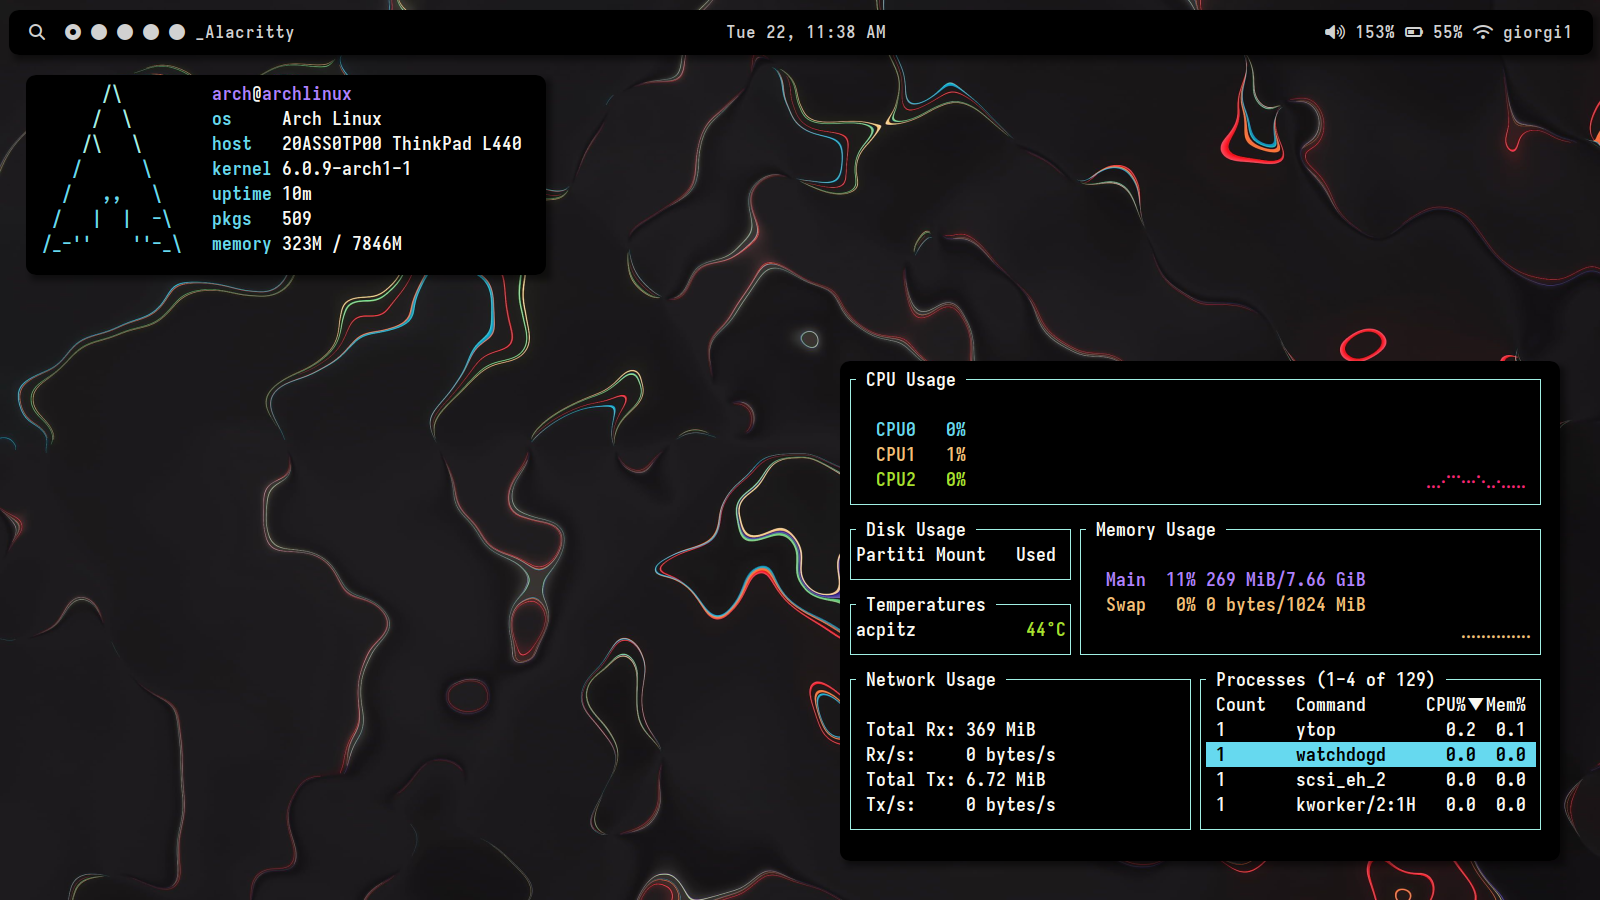 _Alacritty
Tue 22, 11:38 AM
153% 55% giorgi1
arch@archlinux
os Arch Linux
host 20ASS0TP00 ThinkPad L440
kernel 6.0.9-arch1-1
uptime 10m
pkgs 509
memory 323M / 7846M
CPU Usage
CPU0 0%
CPU1 1%
CPU2 0%
Disk Usage
Partiti Mount Used
Temperatures
acpitz 44°C
Memory Usage
Main 11% 269 MiB/7.66 GiB
Swap 0% 0 bytes/1024 MiB
Network Usage
Total Rx: 369 MiB
Rx/s: 0 bytes/s
Total Tx: 6.72 MiB
Tx/s: 0 bytes/s
Processes (1-4 of 129)
Count Command CPU%▼Mem%
1 ytop 0.2 0.1
1 watchdogd 0.0 0.0
1 scsi_eh_2 0.0 0.0
1 kworker/2:1H 0.0 0.0